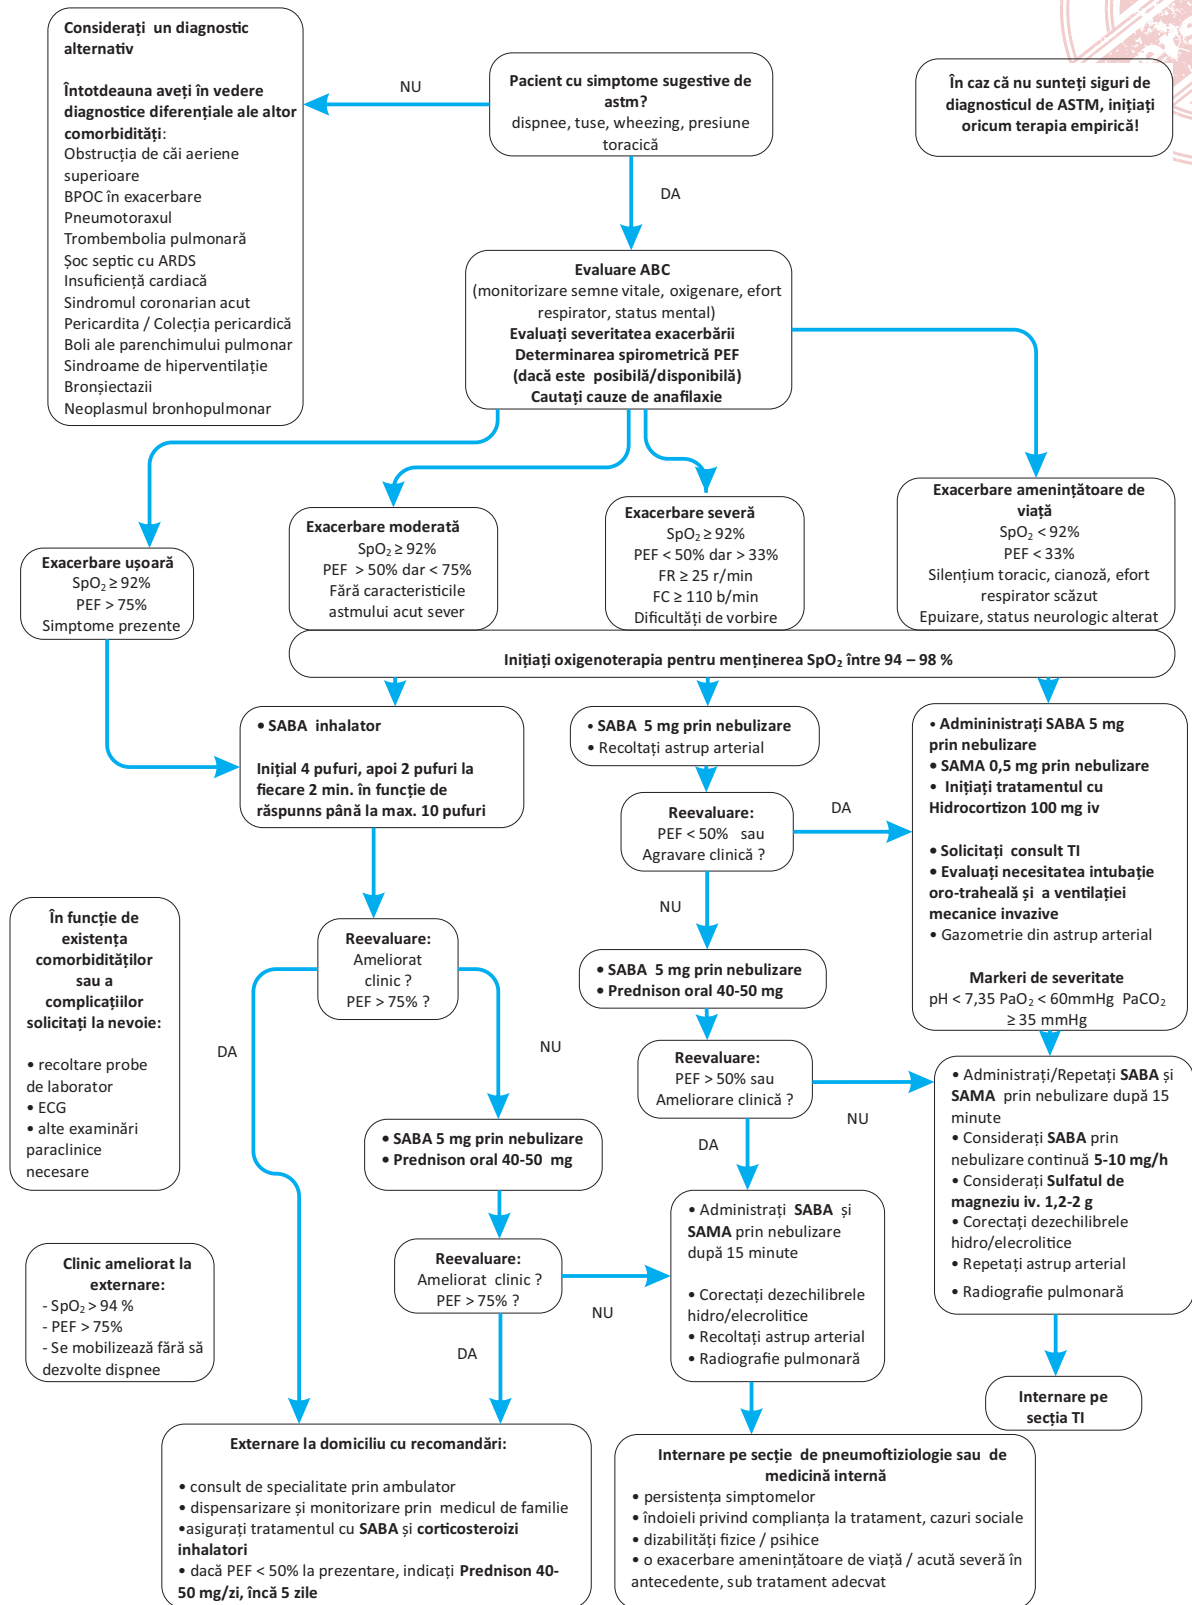 Considerați un diagnostic
alternativ
Întotdeauna aveți în vedere
diagnostice diferențiale ale altor
comorbidități:
Obstrucția de căi aeriene
superioare
BPOC în exacerbare
Pneumotoraxul
Trombembolia pulmonară
Șoc septic cu ARDS
Insuficiență cardiacă
Sindromul coronarian acut
Pericardita / Colecția pericardică
Boli ale parenchimului pulmonar
Sindroame de hiperventilație
Bronșiectazii
Neoplasmul bronhopulmonar
NU
Pacient cu simptome sugestive de
astm?
dispnee, tuse, wheezing, presiune
toracică
În caz că nu sunteți siguri de
diagnosticul de ASTM, inițiați
oricum terapia empirică!
DA
Evaluare ABC
(monitorizare semne vitale, oxigenare, efort
respirator, status mental)
Evaluați severitatea exacerbării
Determinarea spirometrică PEF
(dacă este posibilă/disponibilă)
Cautați cauze de anafilaxie
Exacerbare ușoară
SpO₂ ≥ 92%
PEF > 75%
Simptome prezente
Exacerbare moderată
SpO₂ ≥ 92%
PEF > 50% dar < 75%
Fără caracteristicile
astmului acut sever
Exacerbare severă
SpO₂ ≥ 92%
PEF < 50% dar > 33%
FR ≥ 25 r/min
FC ≥ 110 b/min
Dificultăți de vorbire
Exacerbare amenințătoare de
viață
SpO₂ < 92%
PEF < 33%
Silențium toracic, cianoză, efort
respirator scăzut
Epuizare, status neurologic alterat
Inițiați oxigenoterapia pentru menținerea SpO₂ între 94 – 98 %
• SABA inhalator
Inițial 4 pufuri, apoi 2 pufuri la
fiecare 2 min. în funcție de
răspunns până la max. 10 pufuri
• SABA 5 mg prin nebulizare
• Recoltați astrup arterial
Reevaluare:
PEF < 50% sau
Agravare clinică ?
DA
NU
• Admininistrați SABA 5 mg
prin nebulizare
• SAMA 0,5 mg prin nebulizare
• Inițiați tratamentul cu
Hidrocortizon 100 mg iv
• Solicitați consult TI
• Evaluați necesitatea intubație
oro-traheală și a ventilației
mecanice invazive
• Gazometrie din astrup arterial
Markeri de severitate
pH < 7,35 PaO₂ < 60mmHg PaCO₂
≥ 35 mmHg
În funcție de
existența
comorbidităților
sau a
complicațiilor
solicitați la nevoie:
• recoltare probe
de laborator
• ECG
• alte examinări
paraclinice
necesare
Reevaluare:
Ameliorat
clinic ?
PEF > 75% ?
DA
NU
• SABA 5 mg prin nebulizare
• Prednison oral 40-50 mg
Reevaluare:
PEF > 50% sau
Ameliorare clinică ?
NU
DA
• Administrați/Repetați SABA și
SAMA prin nebulizare după 15
minute
• Considerați SABA prin
nebulizare continuă 5-10 mg/h
• Considerați Sulfatul de
magneziu iv. 1,2-2 g
• Corectați dezechilibrele
hidro/elecrolitice
• Repetați astrup arterial
• Radiografie pulmonară
• SABA 5 mg prin nebulizare
• Prednison oral 40-50 mg
• Administrați SABA și
SAMA prin nebulizare
după 15 minute
• Corectați dezechilibrele
hidro/elecrolitice
• Recoltați astrup arterial
• Radiografie pulmonară
Clinic ameliorat la
externare:
- SpO₂ > 94 %
- PEF > 75%
- Se mobilizează fără să
dezvolte dispnee
Reevaluare:
Ameliorat clinic ?
PEF > 75% ?
NU
DA
Internare pe
secția TI
Externare la domiciliu cu recomandări:
• consult de specialitate prin ambulator
• dispensarizare și monitorizare prin medicul de familie
•asigurați tratamentul cu SABA și corticosteroizi
inhalatori
• dacă PEF < 50% la prezentare, indicați Prednison 40-
50 mg/zi, încă 5 zile
Internare pe secție de pneumoftiziologie sau de
medicină internă
• persistența simptomelor
• îndoieli privind complianța la tratament, cazuri sociale
• dizabilități fizice / psihice
• o exacerbare amenințătoare de viață / acută severă în
antecedente, sub tratament adecvat